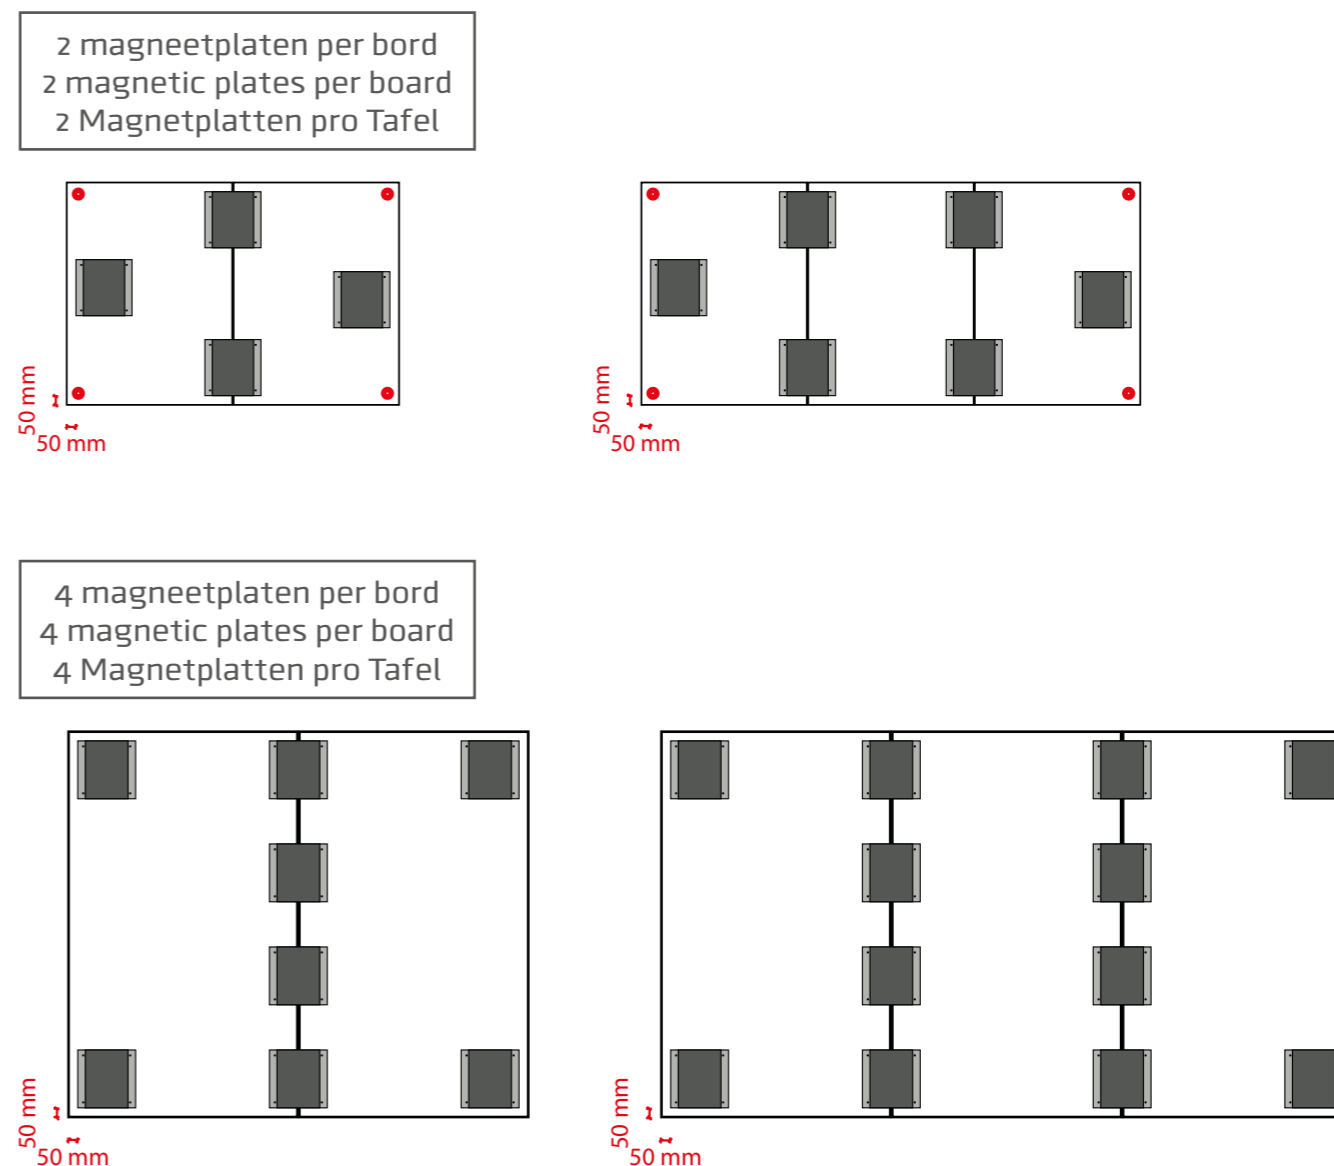 2 magneetplaten per bord
2 magnetic plates per board
2 Magnetplatten pro Tafel
50 mm
50 mm
50 mm
50 mm
4 magneetplaten per bord
4 magnetic plates per board
4 Magnetplatten pro Tafel
50 mm
50 mm
50 mm
50 mm